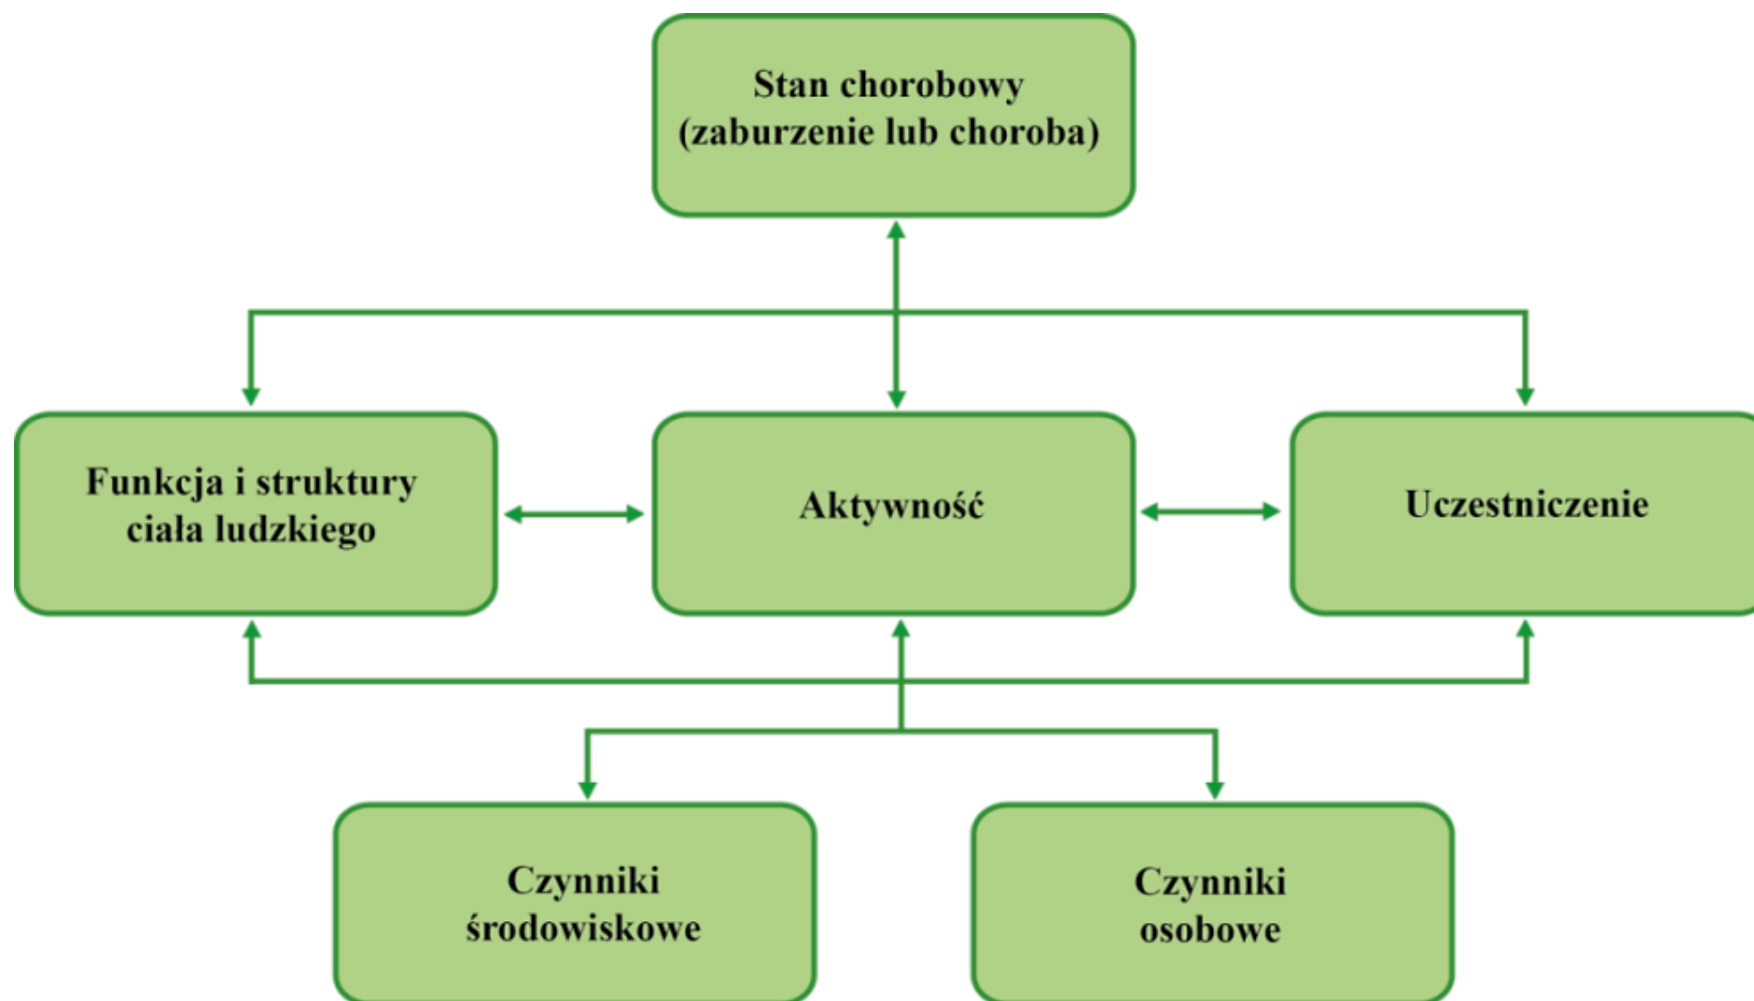 Stan chorobowy
(zaburzenie lub choroba)
Funkcja i struktury
ciała ludzkiego
Aktywność
Uczestniczenie
Czynniki
środowiskowe
Czynniki
osobowe